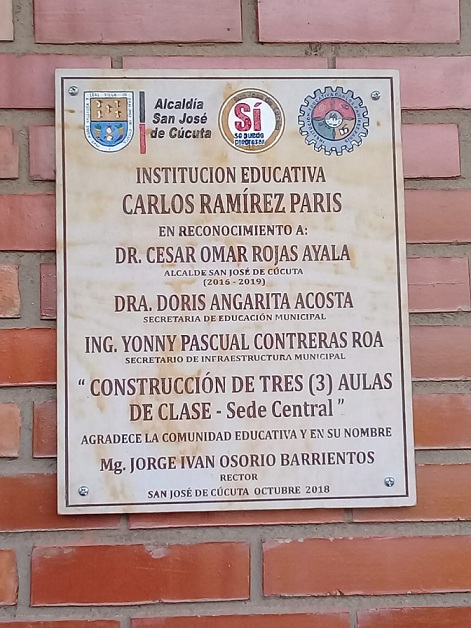 Alcaldía
San José
de Cúcuta
Sí
se puede
progresar
INSTITUCION EDUCATIVA
CARLOS RAMÍREZ PARIS
EN RECONOCIMIENTO A:
DR. CESAR OMAR ROJAS AYALA
ALCALDE SAN JOSÉ DE CÚCUTA
(2016 - 2019)
DRA. DORIS ANGARITA ACOSTA
SECRETARIA DE EDUCACIÓN MUNICIPAL
ING. YONNY PASCUAL CONTRERAS ROA
SECRETARIO DE INFRAESTRUCTURA MUNICIPAL
“ CONSTRUCCIÓN DE TRES (3) AULAS
DE CLASE - Sede Central ”
AGRADECE LA COMUNIDAD EDUCATIVA Y EN SU NOMBRE
Mg. JORGE IVAN OSORIO BARRIENTOS
RECTOR
SAN JOSÉ DE CÚCUTA OCTUBRE 2018